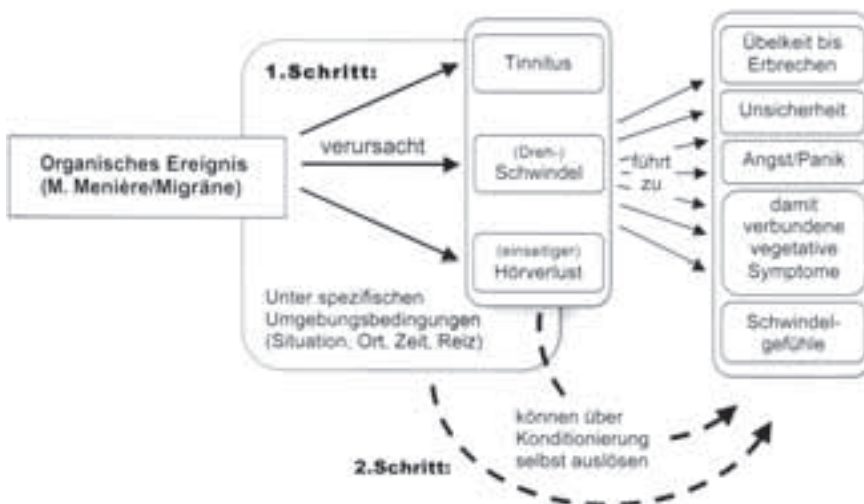 1.Schritt:
Organisches Ereignis
(M. Menière/Migräne)
verursacht
Tinnitus
(Dreh-)
Schwindel
(einseitiger)
Hörverlust
Unter spezifischen
Umgebungsbedingungen
(Situation, Ort, Zeit, Reiz)
führt
zu
Übelkeit bis
Erbrechen
Unsicherheit
Angst/Panik
damit
verbundene
vegetative
Symptome
Schwindel-
gefühle
2.Schritt:
können über
Konditionierung
selbst auslösen